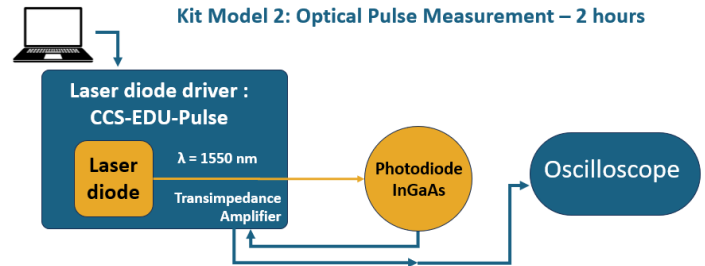 Kit Model 2: Optical Pulse Measurement – 2 hours
Laser diode driver :
CCS-EDU-Pulse
Laser
diode
λ = 1550 nm
Transimpedance
Amplifier
Photodiode
InGaAs
Oscilloscope